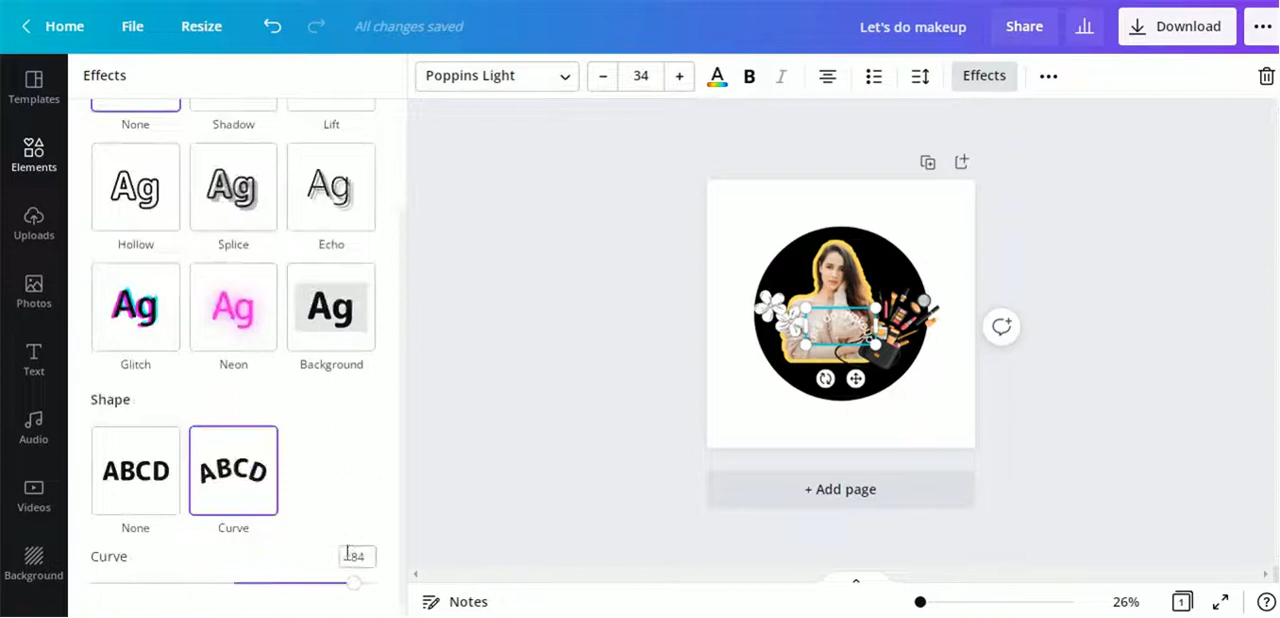 Home File Resize All changes saved Let's do makeup Share Download
Templates
Elements
Uploads
Photos
Text
Audio
Videos
Background
Effects
None Shadow Lift
Ag Ag Ag
Hollow Splice Echo
Ag Ag Ag
Glitch Neon Background
Shape
ABCD ABCD
None Curve
Curve 84
Poppins Light 34 A B I Effects
+ Add page
Notes 26% 1 ?